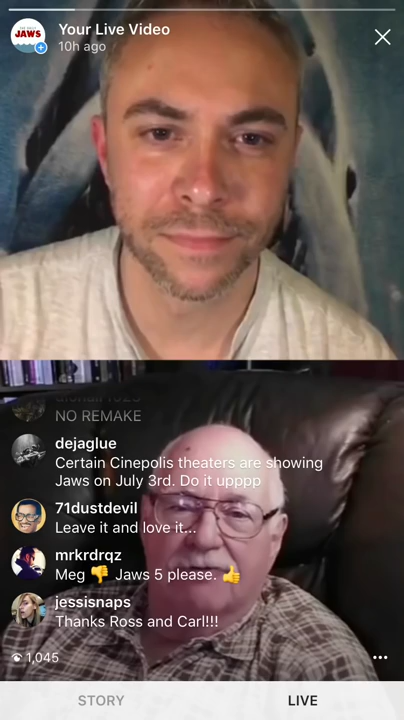 JAWS
Your Live Video
10h ago
NO REMAKE
dejaglue
Certain Cinepolis theaters are showing
Jaws on July 3rd. Do it upppp
71dustdevil
Leave it and love it...
mrkrdrqz
Meg 👎 Jaws 5 please. 👍
jessisnaps
Thanks Ross and Carl!!!
1,045
STORY
LIVE